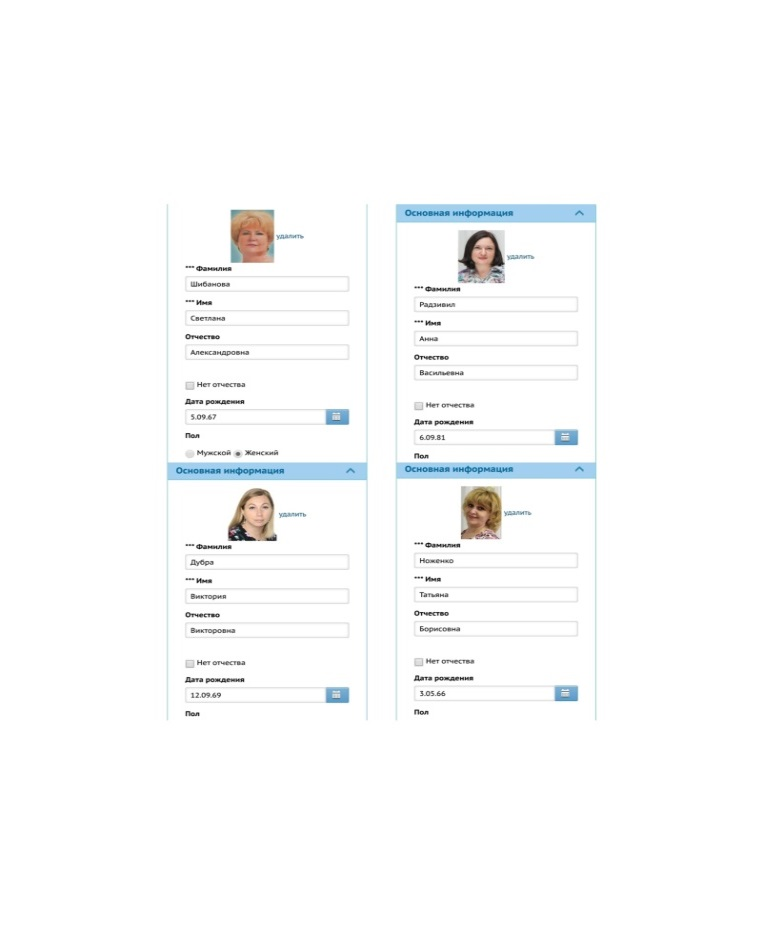 удалить
*** Фамилия
Шибанова
*** Имя
Светлана
Отчество
Александровна
Нет отчества
Дата рождения
5.09.67
Пол
Мужской Женский
Основная информация
удалить
*** Фамилия
Дубра
*** Имя
Виктория
Отчество
Викторовна
Нет отчества
Дата рождения
12.09.69
Пол
Основная информация
удалить
*** Фамилия
Радзивил
*** Имя
Анна
Отчество
Васильевна
Нет отчества
Дата рождения
6.09.81
Пол
Основная информация
удалить
*** Фамилия
Ноженко
*** Имя
Татьяна
Отчество
Борисовна
Нет отчества
Дата рождения
3.05.66
Пол